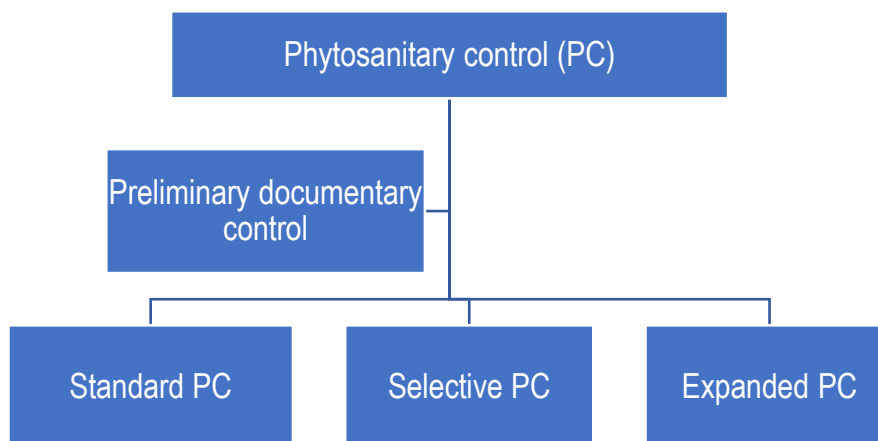 Phytosanitary control (PC)
Preliminary documentary
control
Standard PC
Selective PC
Expanded PC